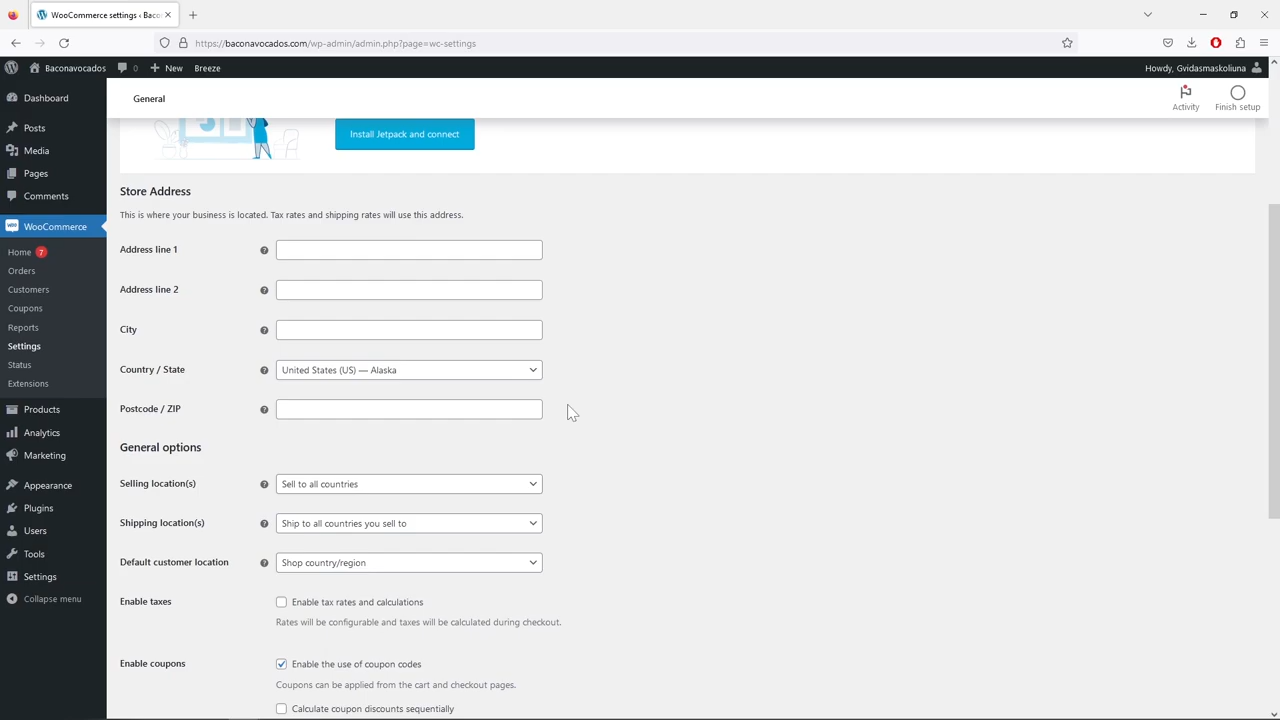 WooCommerce settings ‹ Baco
https://baconavocados.com/wp-admin/admin.php?page=wc-settings
Baconavocados
0
New
Breeze
Howdy, Gvidasmaskoliuna
Dashboard
Posts
Media
Pages
Comments
WooCommerce
Home 7
Orders
Customers
Coupons
Reports
Settings
Status
Extensions
Products
Analytics
Marketing
Appearance
Plugins
Users
Tools
Settings
Collapse menu
General
Activity
Finish setup
Install Jetpack and connect
Store Address
This is where your business is located. Tax rates and shipping rates will use this address.
Address line 1
Address line 2
City
Country / State
United States (US) — Alaska
Postcode / ZIP
General options
Selling location(s)
Sell to all countries
Shipping location(s)
Ship to all countries you sell to
Default customer location
Shop country/region
Enable taxes
Enable tax rates and calculations
Rates will be configurable and taxes will be calculated during checkout.
Enable coupons
Enable the use of coupon codes
Coupons can be applied from the cart and checkout pages.
Calculate coupon discounts sequentially